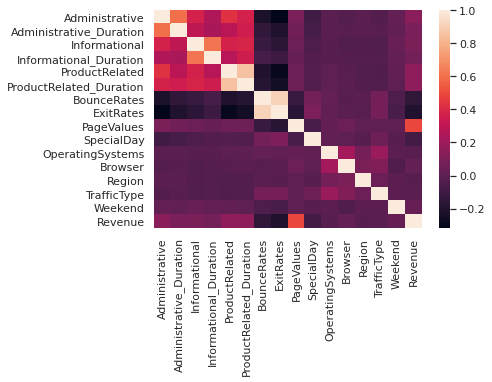 Administrative
Administrative_Duration
Informational
Informational_Duration
ProductRelated
ProductRelated_Duration
BounceRates
ExitRates
PageValues
SpecialDay
OperatingSystems
Browser
Region
TrafficType
Weekend
Revenue
Administrative
Administrative_Duration
Informational
Informational_Duration
ProductRelated
ProductRelated_Duration
BounceRates
ExitRates
PageValues
SpecialDay
OperatingSystems
Browser
Region
TrafficType
Weekend
Revenue
1.0
0.8
0.6
0.4
0.2
0.0
−0.2